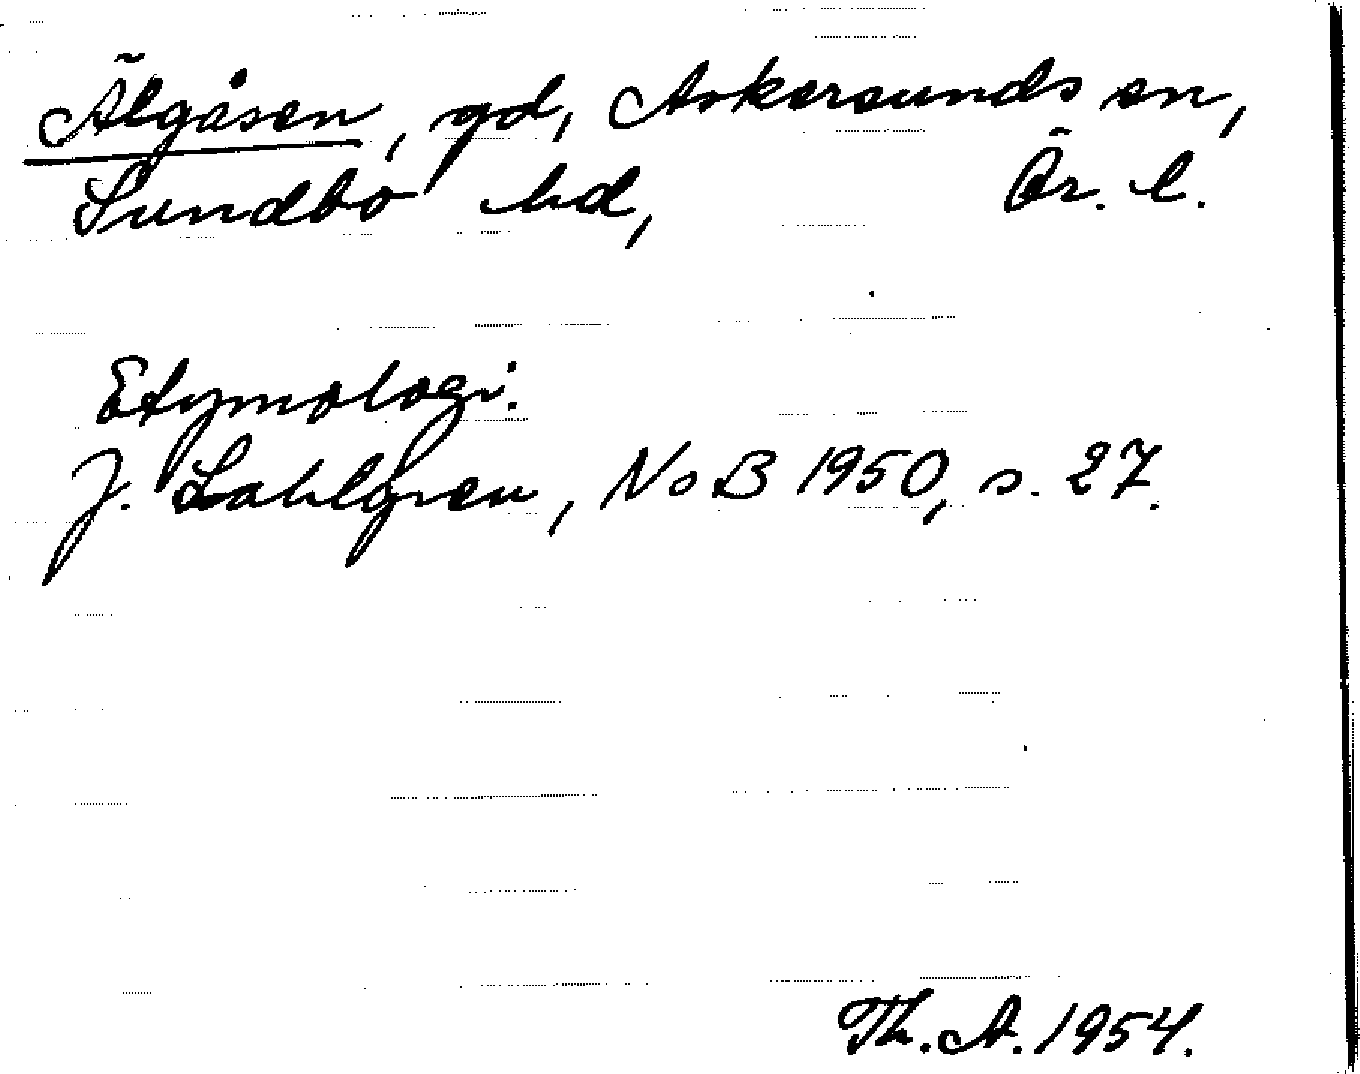 Älgåsen, gd, Askersunds sn,
Sundbo hd, Ör. l.
Etymologi.
J. Sahlgren, NoB 1950, s. 27.
Th. A. 1954.